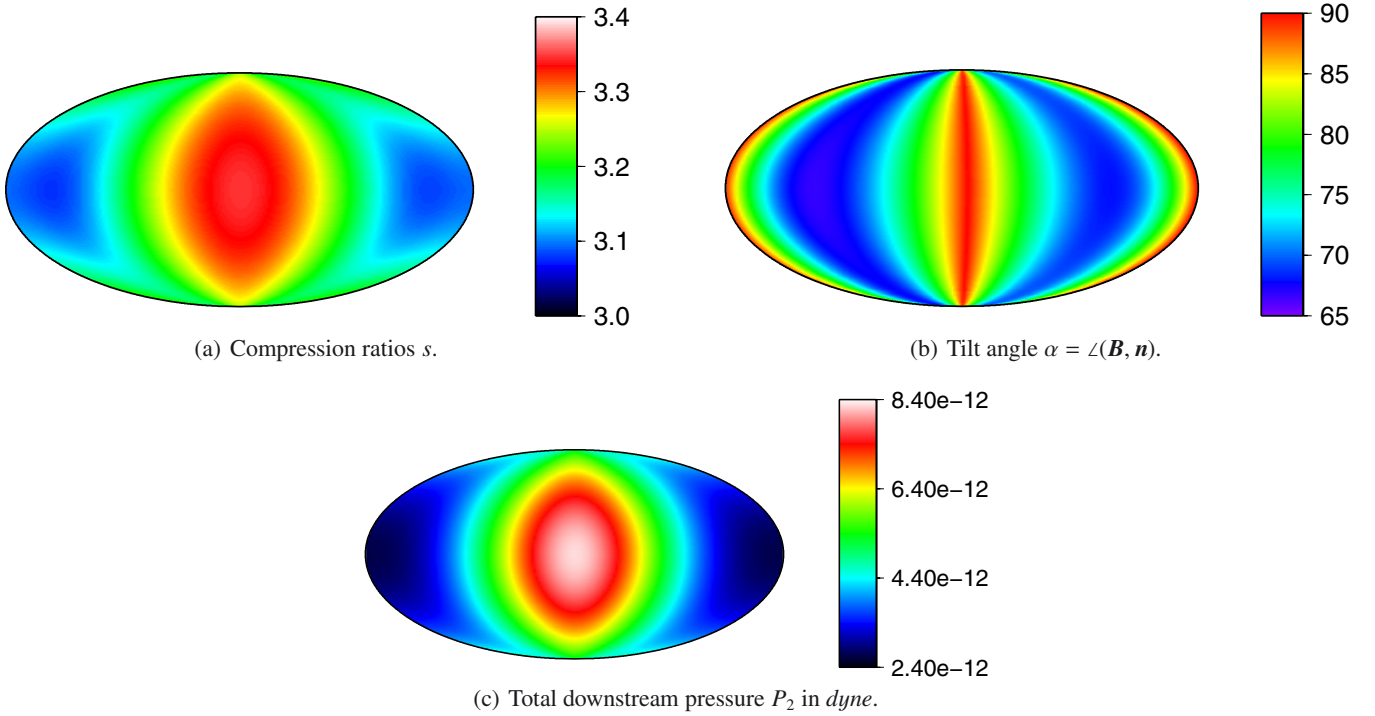 3.4
3.3
3.2
3.1
3.0
(a) Compression ratios s.
90
85
80
75
70
65
(b) Tilt angle α = ∠(B, n).
8.40e−12
6.40e−12
4.40e−12
2.40e−12
(c) Total downstream pressure P₂ in dyne.